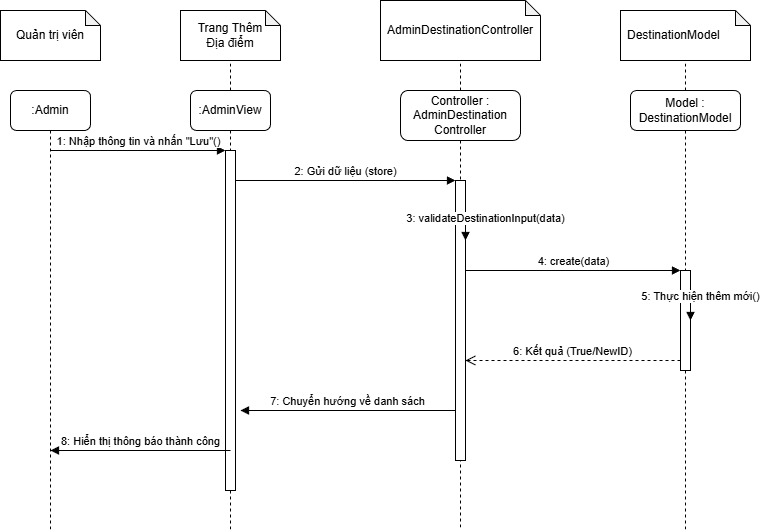 Quản trị viên
Trang Thêm
Địa điểm
AdminDestinationController
DestinationModel
:Admin
:AdminView
Controller :
AdminDestination
Controller
Model :
DestinationModel
1: Nhập thông tin và nhấn "Lưu"()
2: Gửi dữ liệu (store)
3: validateDestinationInput(data)
4: create(data)
5: Thực hiện thêm mới()
6: Kết quả (True/NewID)
7: Chuyển hướng về danh sách
8: Hiển thị thông báo thành công